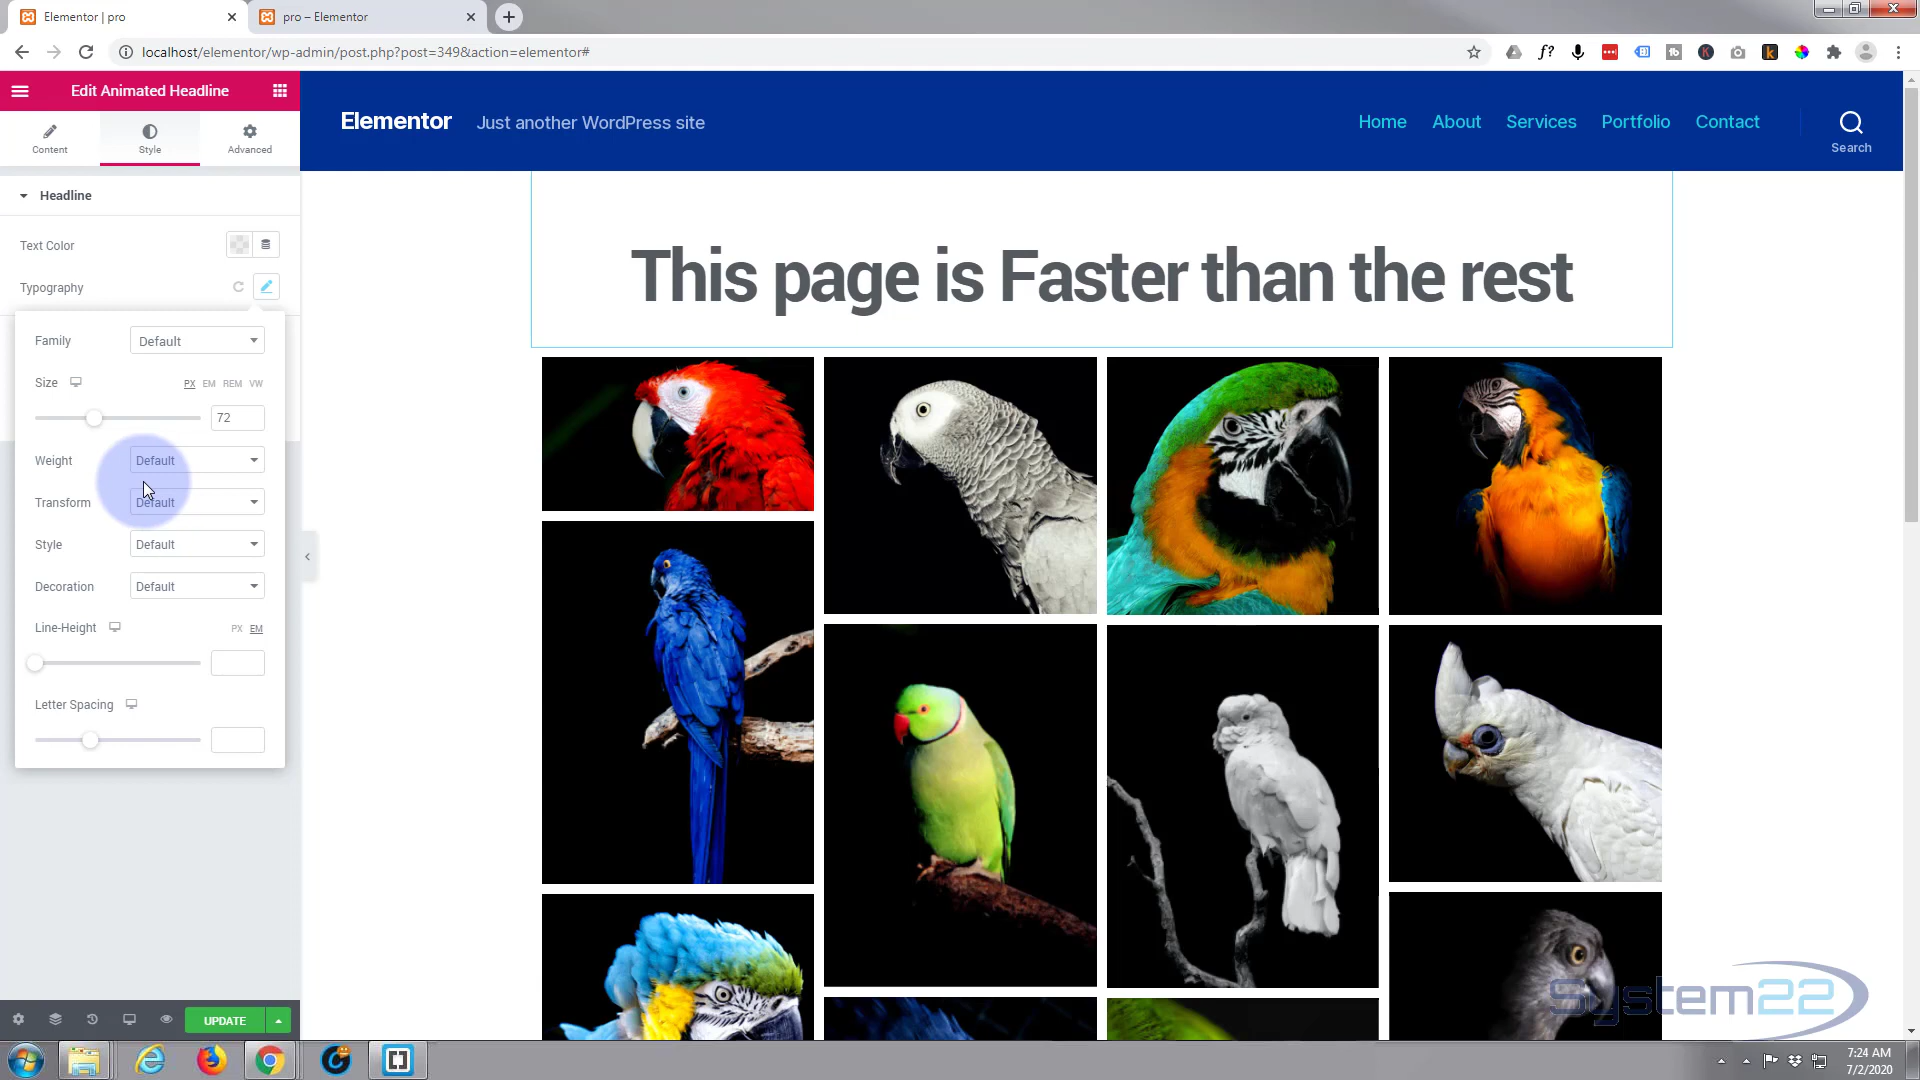 Elementor | pro
pro – Elementor
localhost/elementor/wp-admin/post.php?post=349&action=elementor#
Edit Animated Headline
Content
Style
Advanced
Headline
Text Color
Typography
Family
Default
Size
PX EM REM VW
72
Weight
Default
Transform
Default
Style
Default
Decoration
Default
Line-Height
PX EM
Letter Spacing
UPDATE
Elementor
Just another WordPress site
Home
About
Services
Portfolio
Contact
Search
This page is Faster than the rest
System22
7:24 AM
7/2/2020